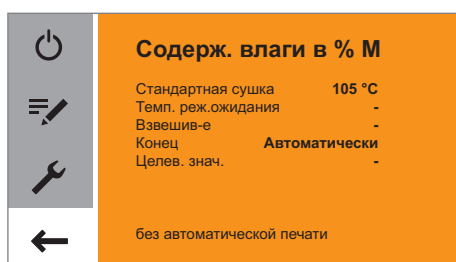 Содерж. влаги в % M
Стандартная сушка 105 °C
Темп. реж.ожидания -
Взвешив-е -
Конец Автоматически
Целев. знач. -
без автоматической печати